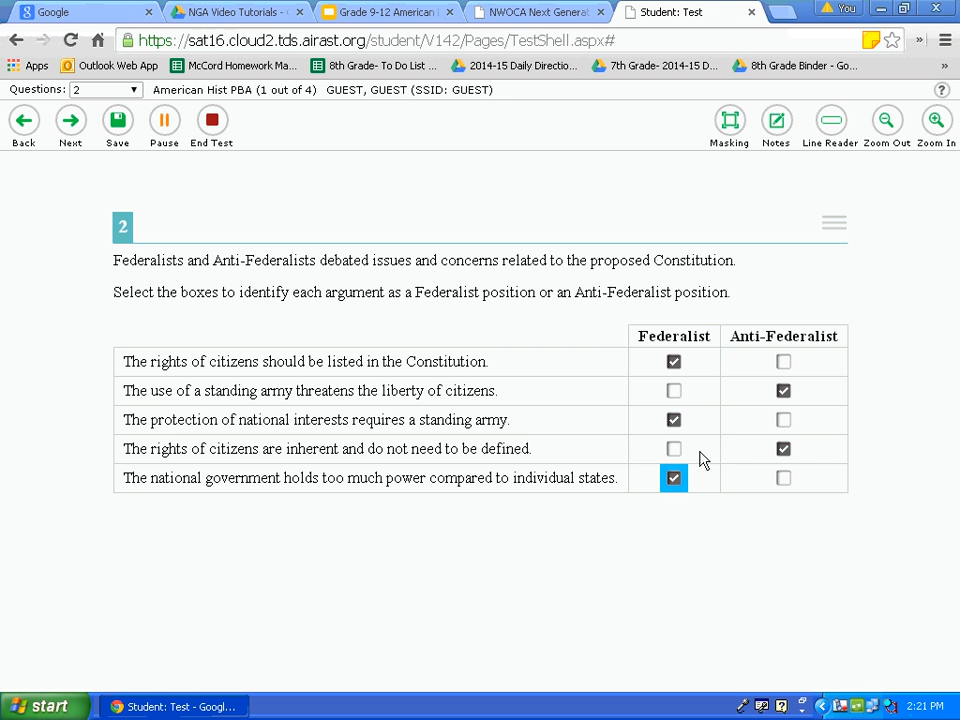 Google
NGA Video Tutorials - G
Grade 9-12 American
NWOCA Next Generat
Student: Test
You
https://sat16.cloud2.tds.airast.org/student/V142/Pages/TestShell.aspx#
Apps Outlook Web App McCord Homework Ma... 8th Grade- To Do List ... 2014-15 Daily Directio... 7th Grade- 2014-15 D... 8th Grade Binder - Go... »
Questions: 2 American Hist PBA (1 out of 4) GUEST, GUEST (SSID: GUEST) ?
Back Next Save Pause End Test Masking Notes Line Reader Zoom Out Zoom In
2
Federalists and Anti-Federalists debated issues and concerns related to the proposed Constitution.
Select the boxes to identify each argument as a Federalist position or an Anti-Federalist position.
Federalist Anti-Federalist
The rights of citizens should be listed in the Constitution.
The use of a standing army threatens the liberty of citizens.
The protection of national interests requires a standing army.
The rights of citizens are inherent and do not need to be defined.
The national government holds too much power compared to individual states.
start Student: Test - Googl... 2:21 PM